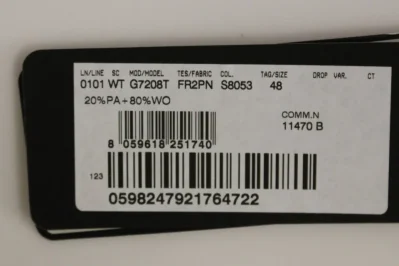 LN/LINE SC MOD/MODEL TES/FABRIC COL. TAG/SIZE DROP VAR. CT
0101 WT G7208T FR2PN S8053 48
20%PA+80%WO
COMM.N
11470 B
8 059618 251740
123
0598247921764722